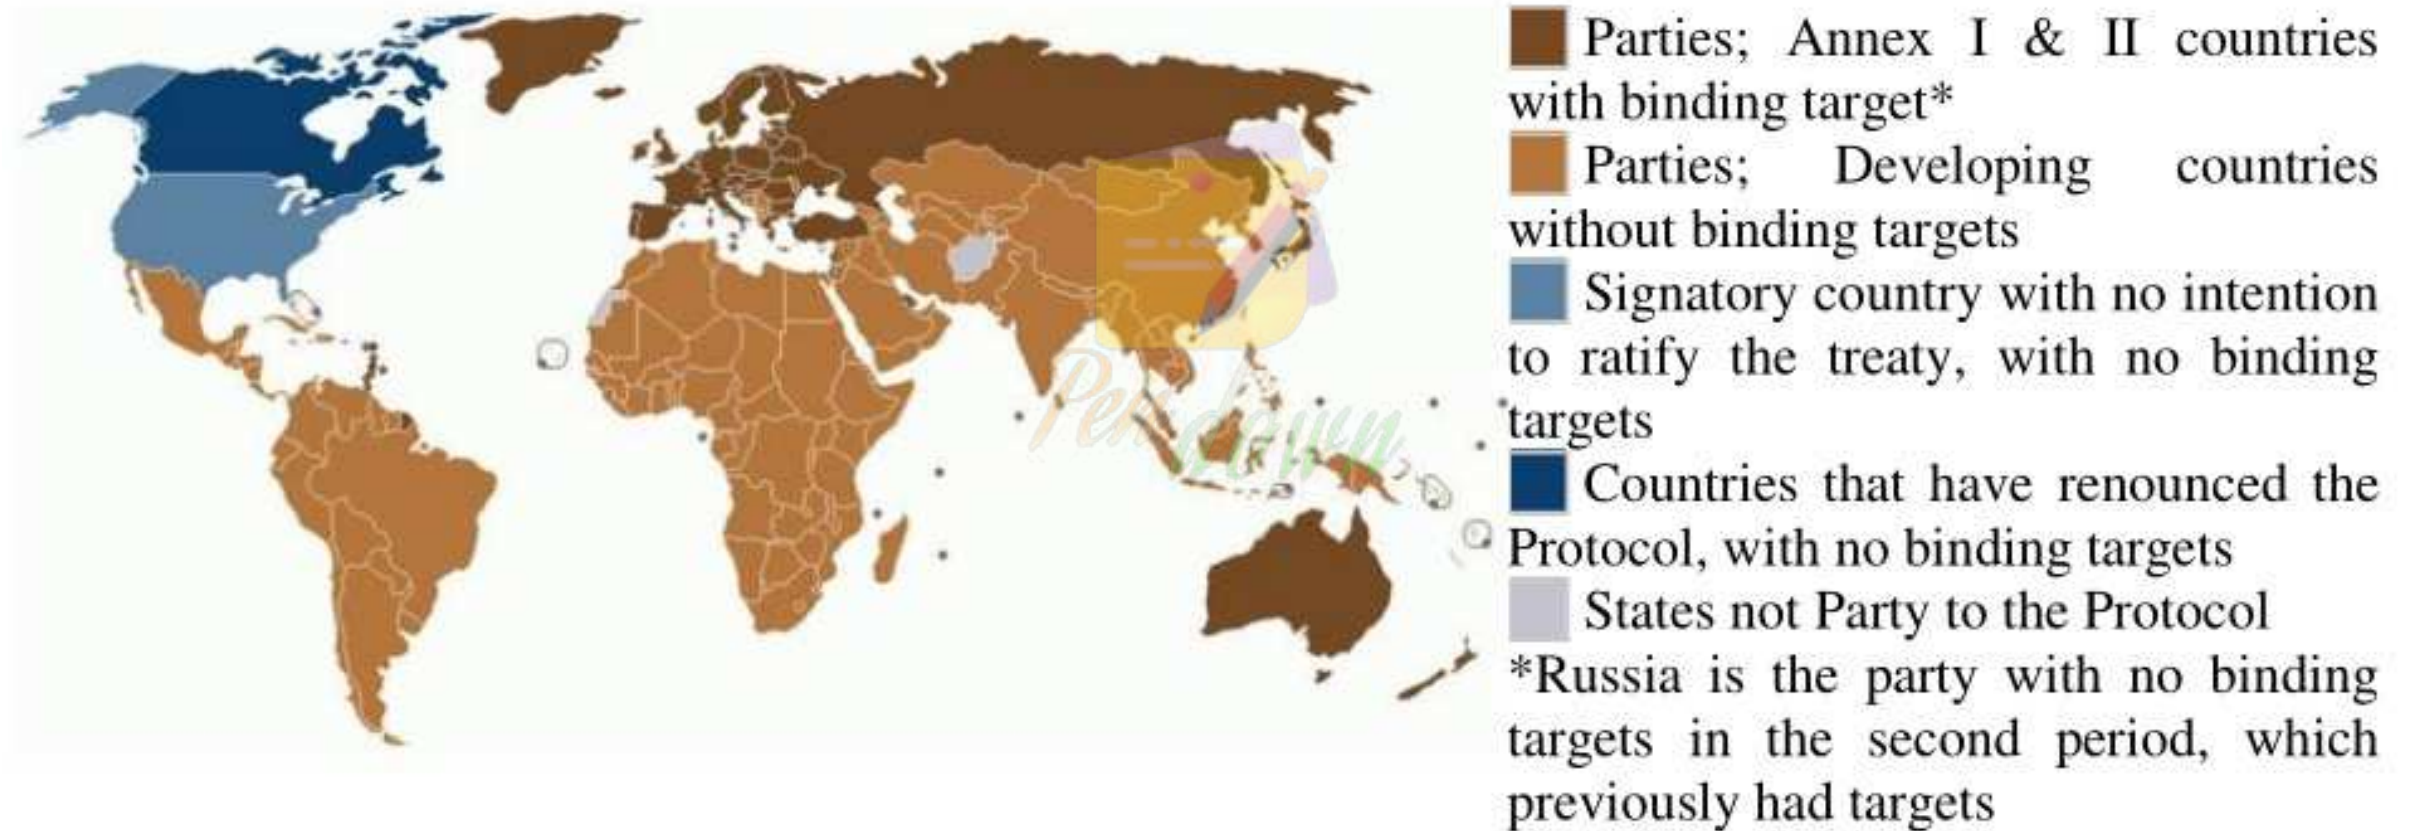 Parties; Annex I & II countries
with binding target*
Parties; Developing countries
without binding targets
Signatory country with no intention
to ratify the treaty, with no binding
targets
Countries that have renounced the
Protocol, with no binding targets
States not Party to the Protocol
*Russia is the party with no binding
targets in the second period, which
previously had targets
Pen down